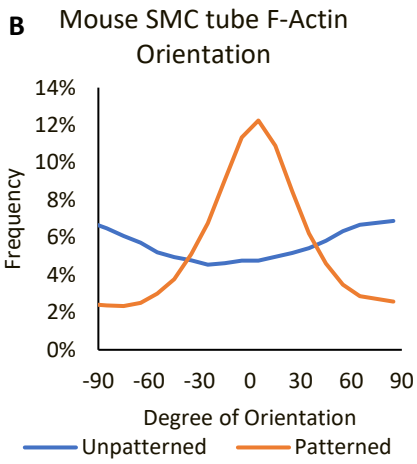 B Mouse SMC tube F-Actin
Orientation
14%
12%
10%
8%
6%
4%
2%
0%
Frequency
-90 -60 -30 0 30 60 90
Degree of Orientation
Unpatterned Patterned